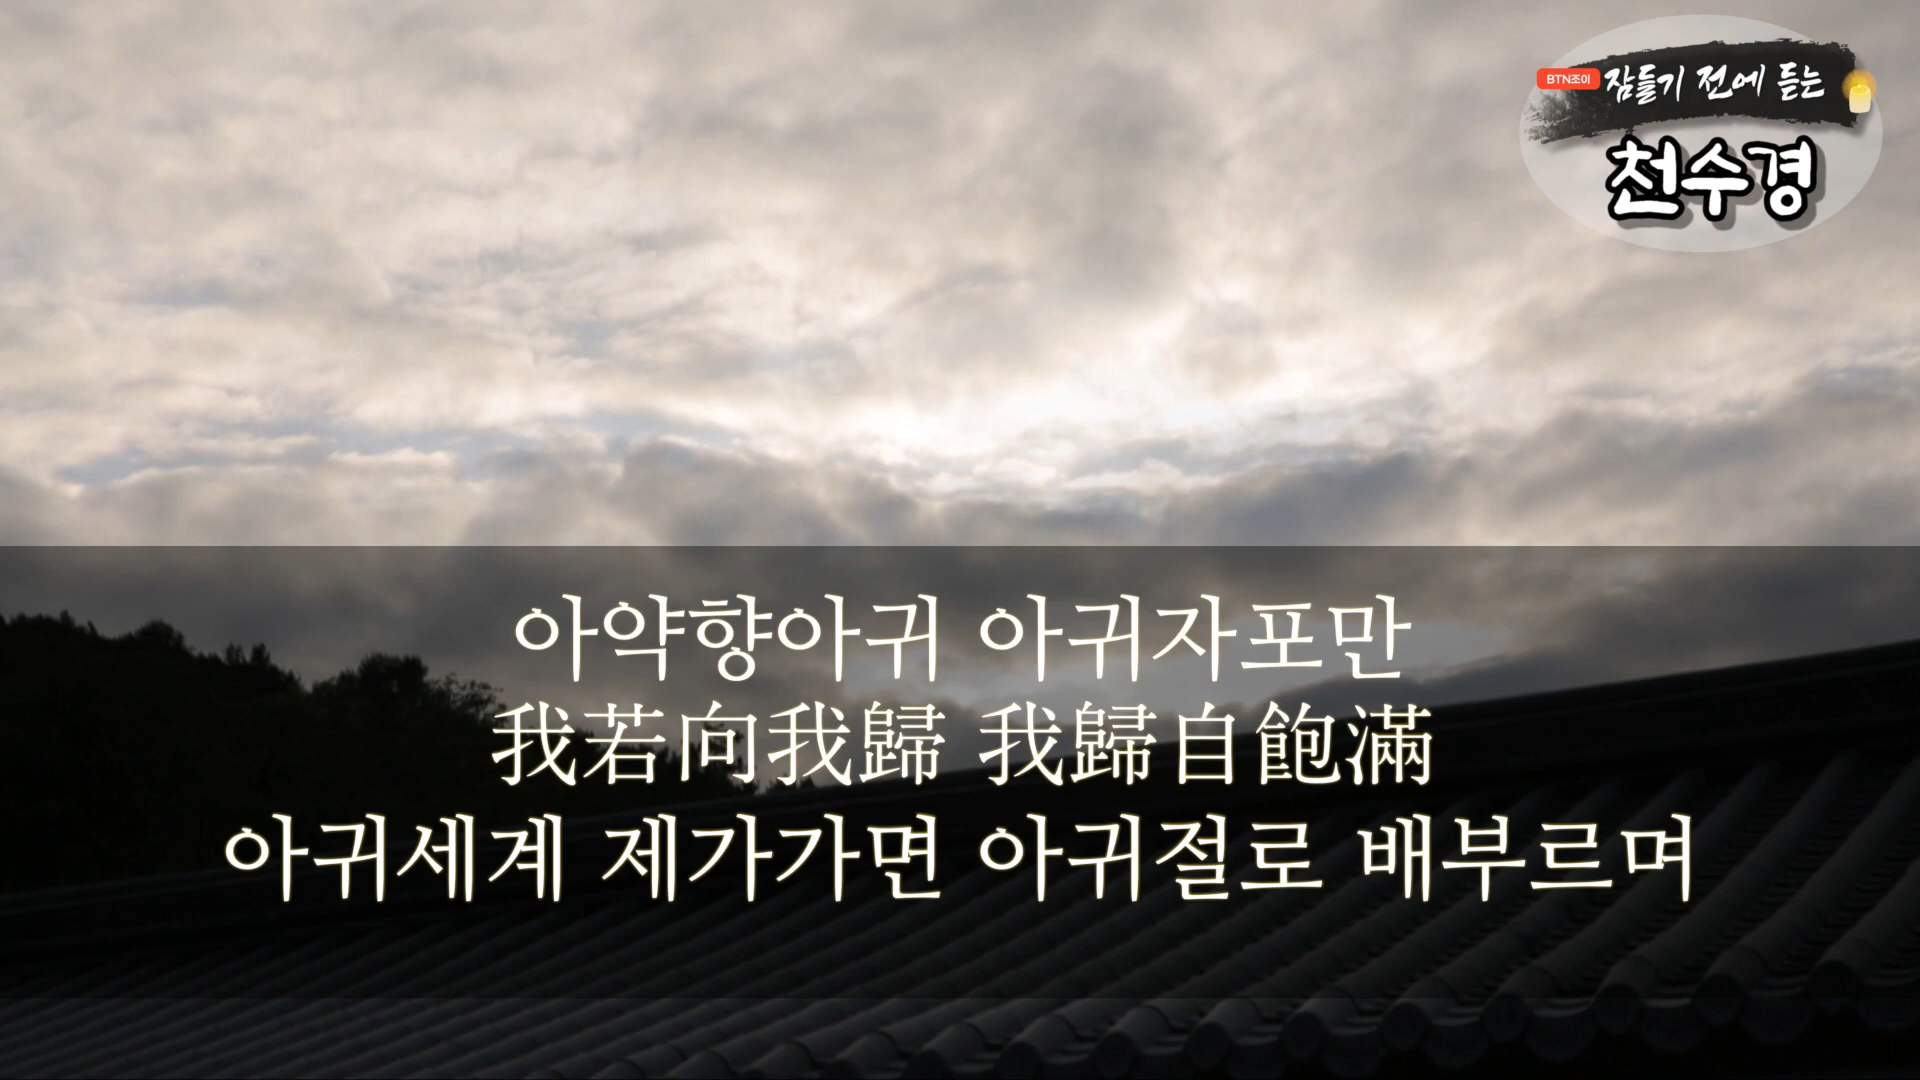 BTN조이
잠들기 전에 듣는
천수경
아약향아귀 아귀자포만
我若向我歸 我歸自飽滿
아귀세계 제가가면 아귀절로 배부르며